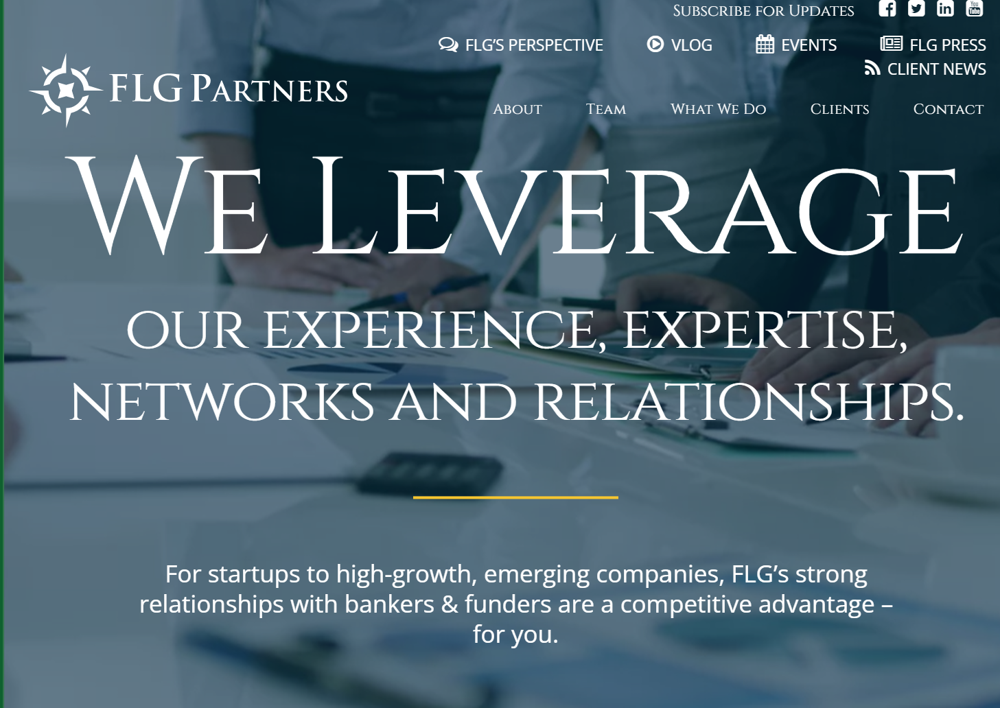 SUBSCRIBE FOR UPDATES
FLG'S PERSPECTIVE VLOG EVENTS FLG PRESS
CLIENT NEWS
FLG PARTNERS
ABOUT TEAM WHAT WE DO CLIENTS CONTACT
WE LEVERAGE
OUR EXPERIENCE, EXPERTISE,
NETWORKS AND RELATIONSHIPS.
For startups to high-growth, emerging companies, FLG’s strong
relationships with bankers & funders are a competitive advantage –
for you.